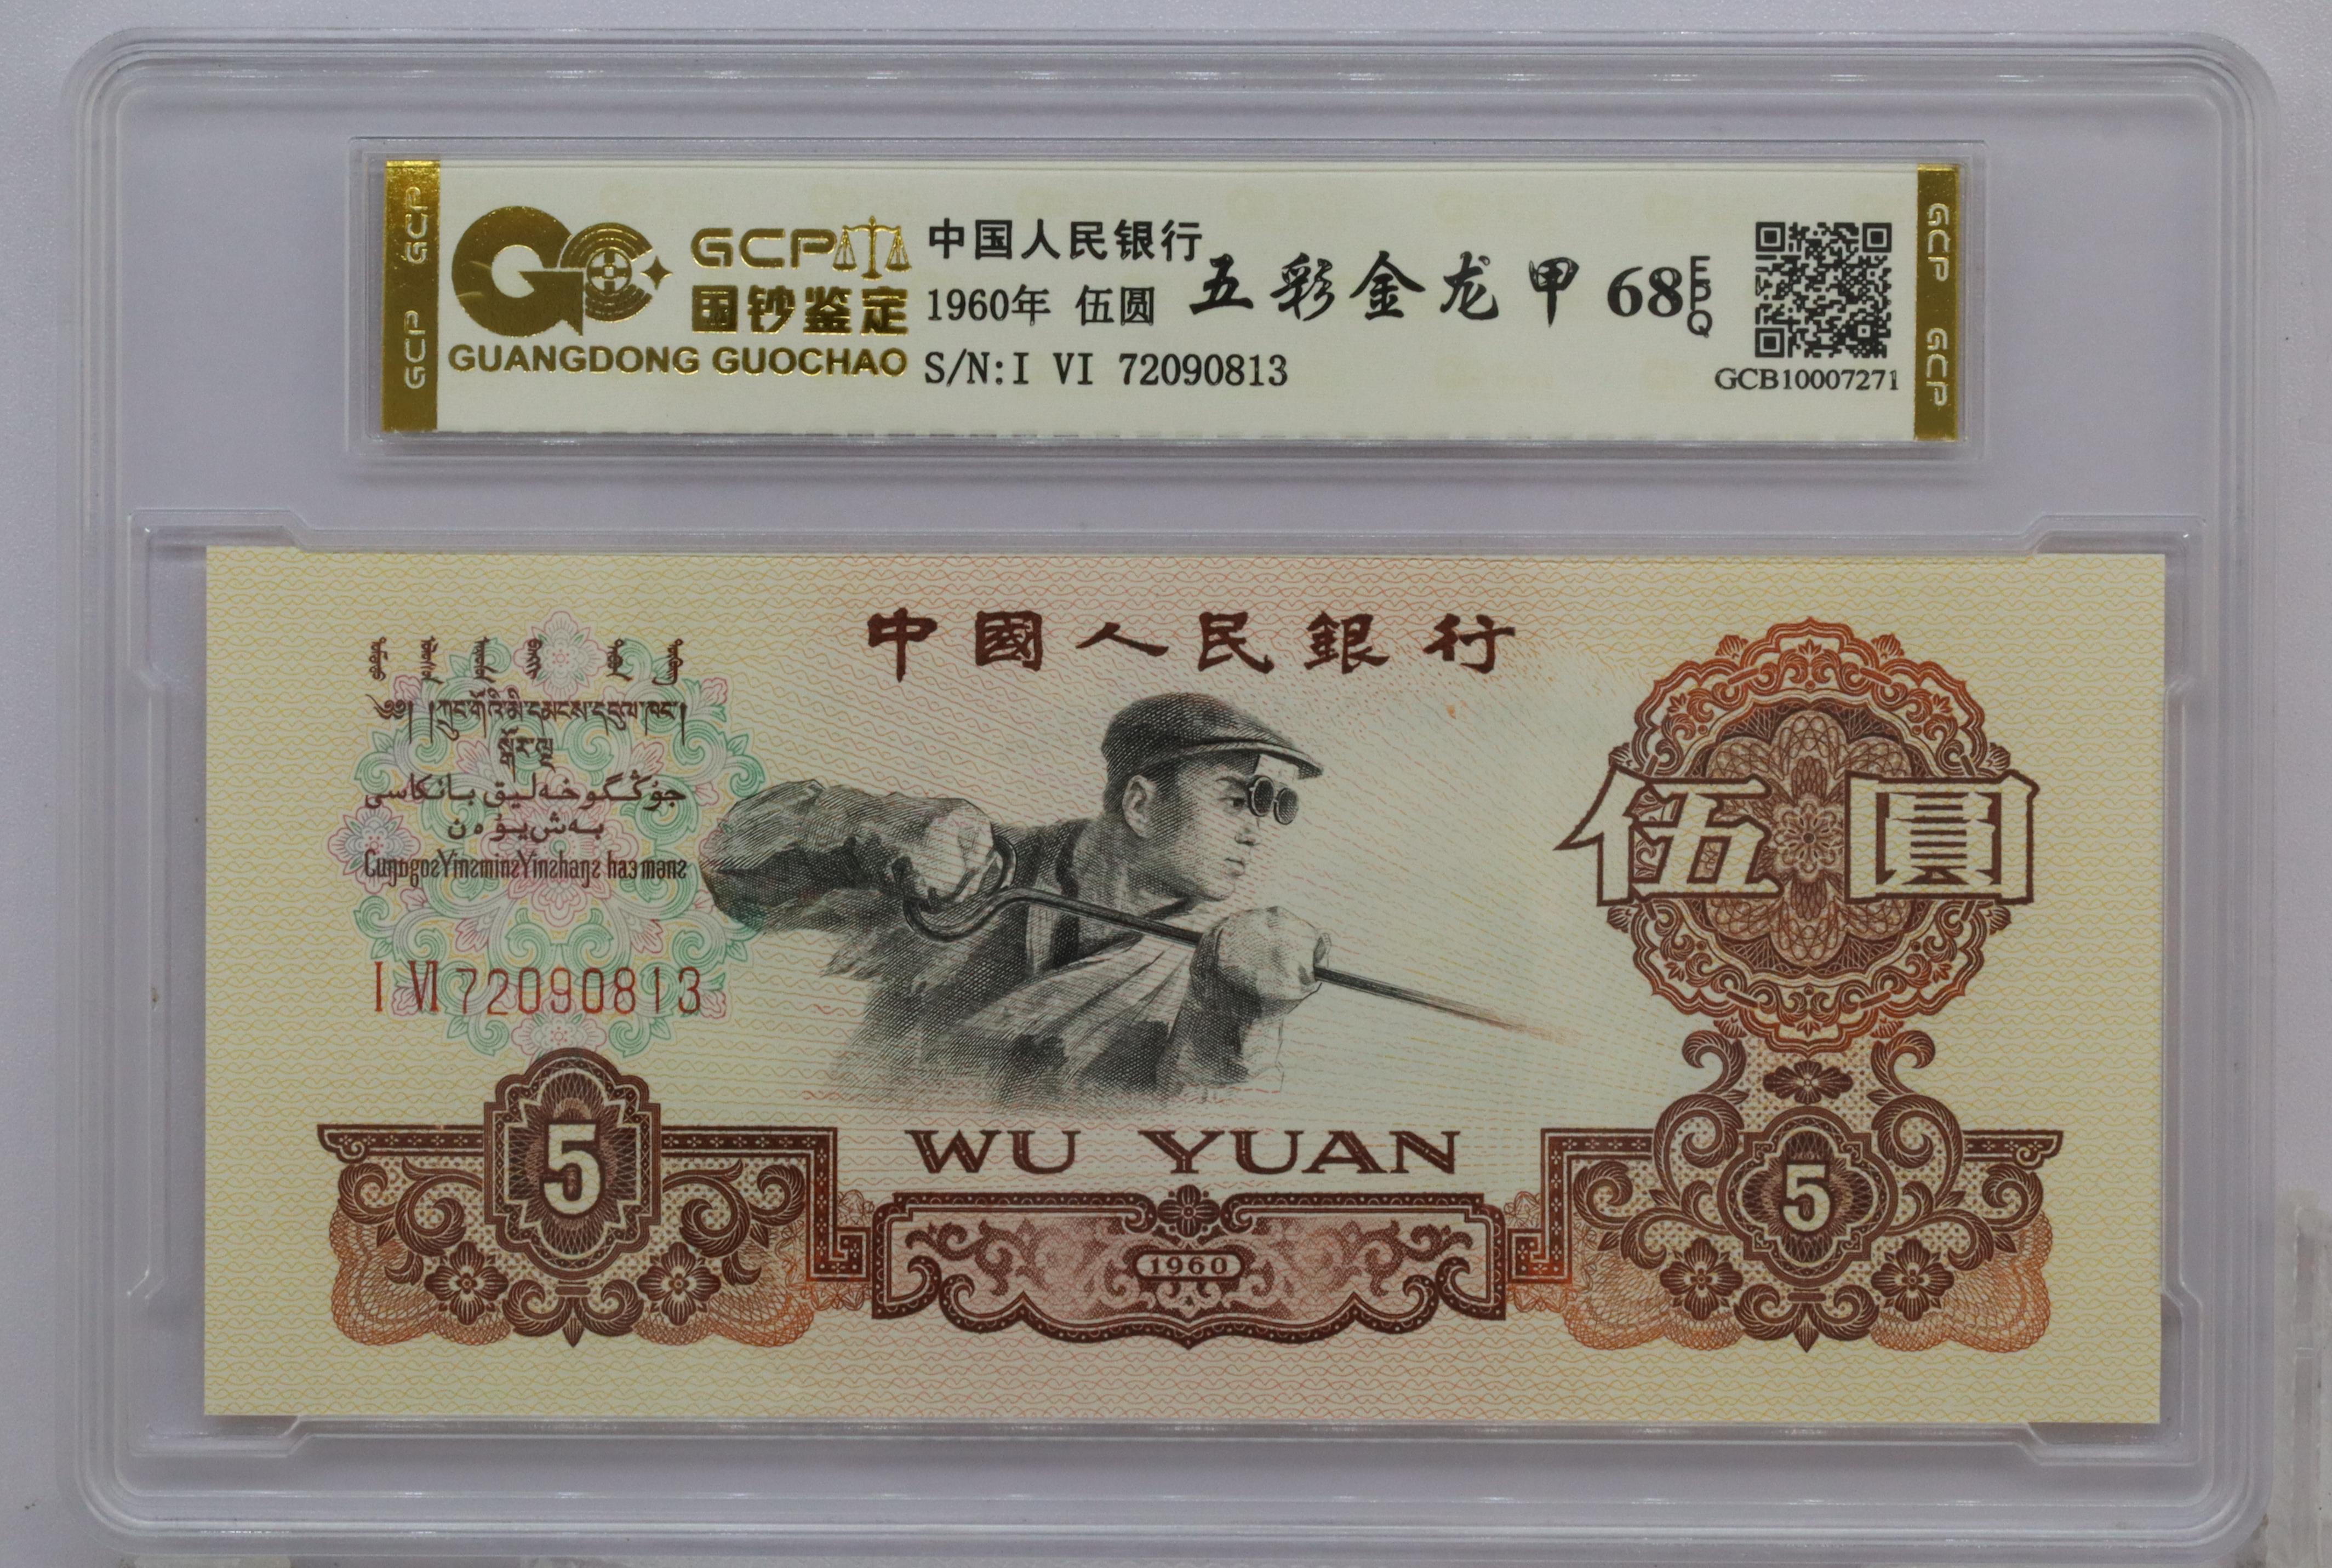 GCP
GCP
GCP
国钞鉴定
GUANGDONG GUOCHAO
中国人民银行
1960年 伍圆
S/N:I VI 72090813
五彩金龙甲
68
EPQ
GCB10007271
GCP
GCP
中國人民銀行
جۇڭگو خەلىق بانكاسى
بەش يۈەن
I VI 72090813
伍圓
5
WU YUAN
1960
5